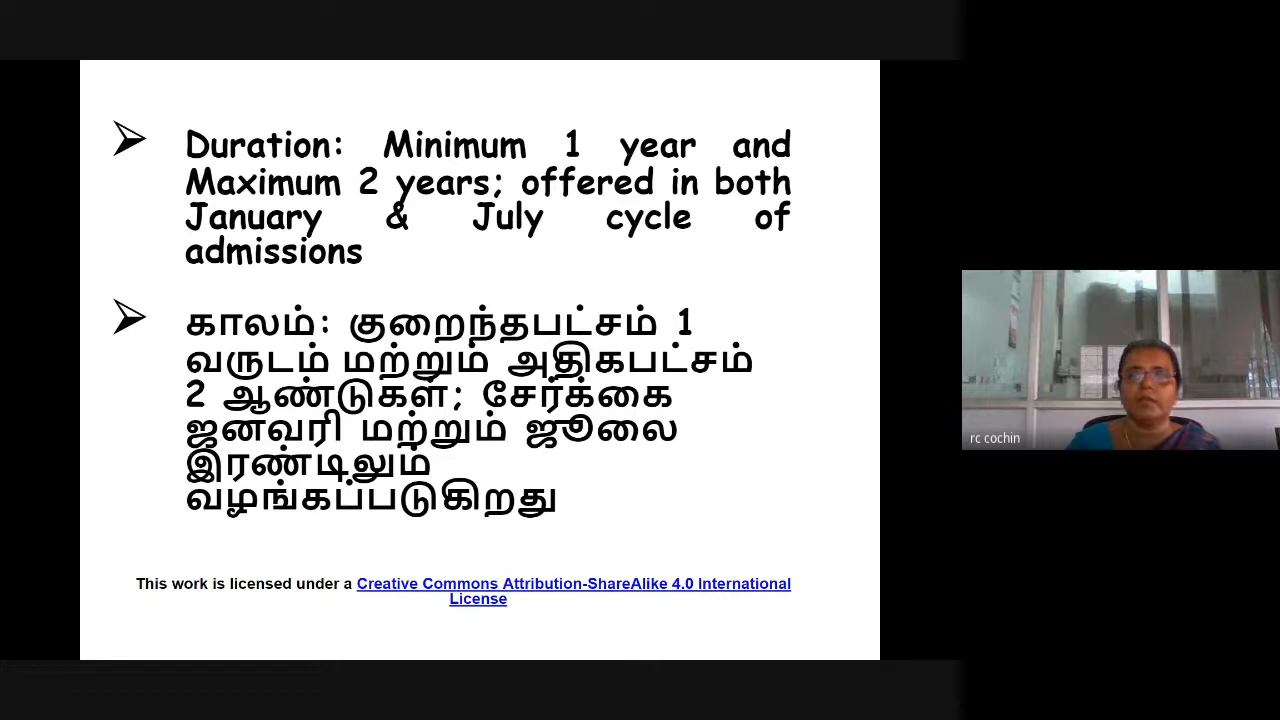 Duration: Minimum 1 year and
Maximum 2 years; offered in both
January & July cycle of
admissions
காலம்: குறைந்தபட்சம் 1
வருடம் மற்றும் அதிகபட்சம்
2 ஆண்டுகள்; சேர்க்கை
ஜனவரி மற்றும் ஜூலை
இரண்டிலும்
வழங்கப்படுகிறது
This work is licensed under a Creative Commons Attribution-ShareAlike 4.0 International
License
rc cochin